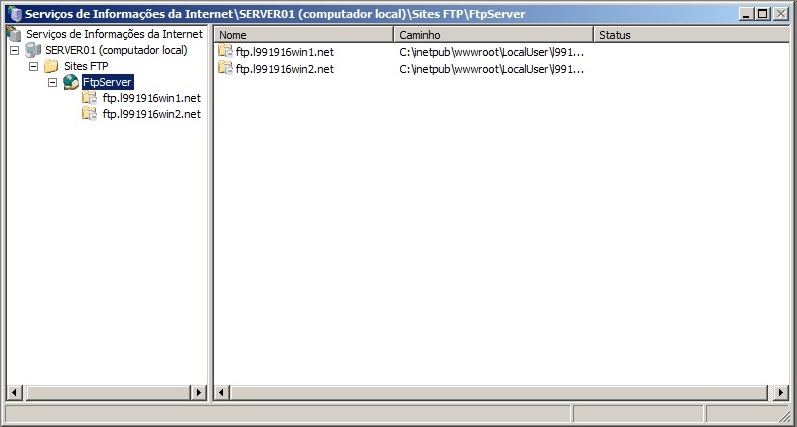 Serviços de Informações da Internet\SERVER01 (computador local)\Sites FTP\FtpServer
Serviços de Informações da Internet
SERVER01 (computador local)
Sites FTP
FtpServer
ftp.l991916win1.net
ftp.l991916win2.net
Nome Caminho Status
ftp.l991916win1.net C:\inetpub\wwwroot\LocalUser\l991...
ftp.l991916win2.net C:\inetpub\wwwroot\LocalUser\l991...